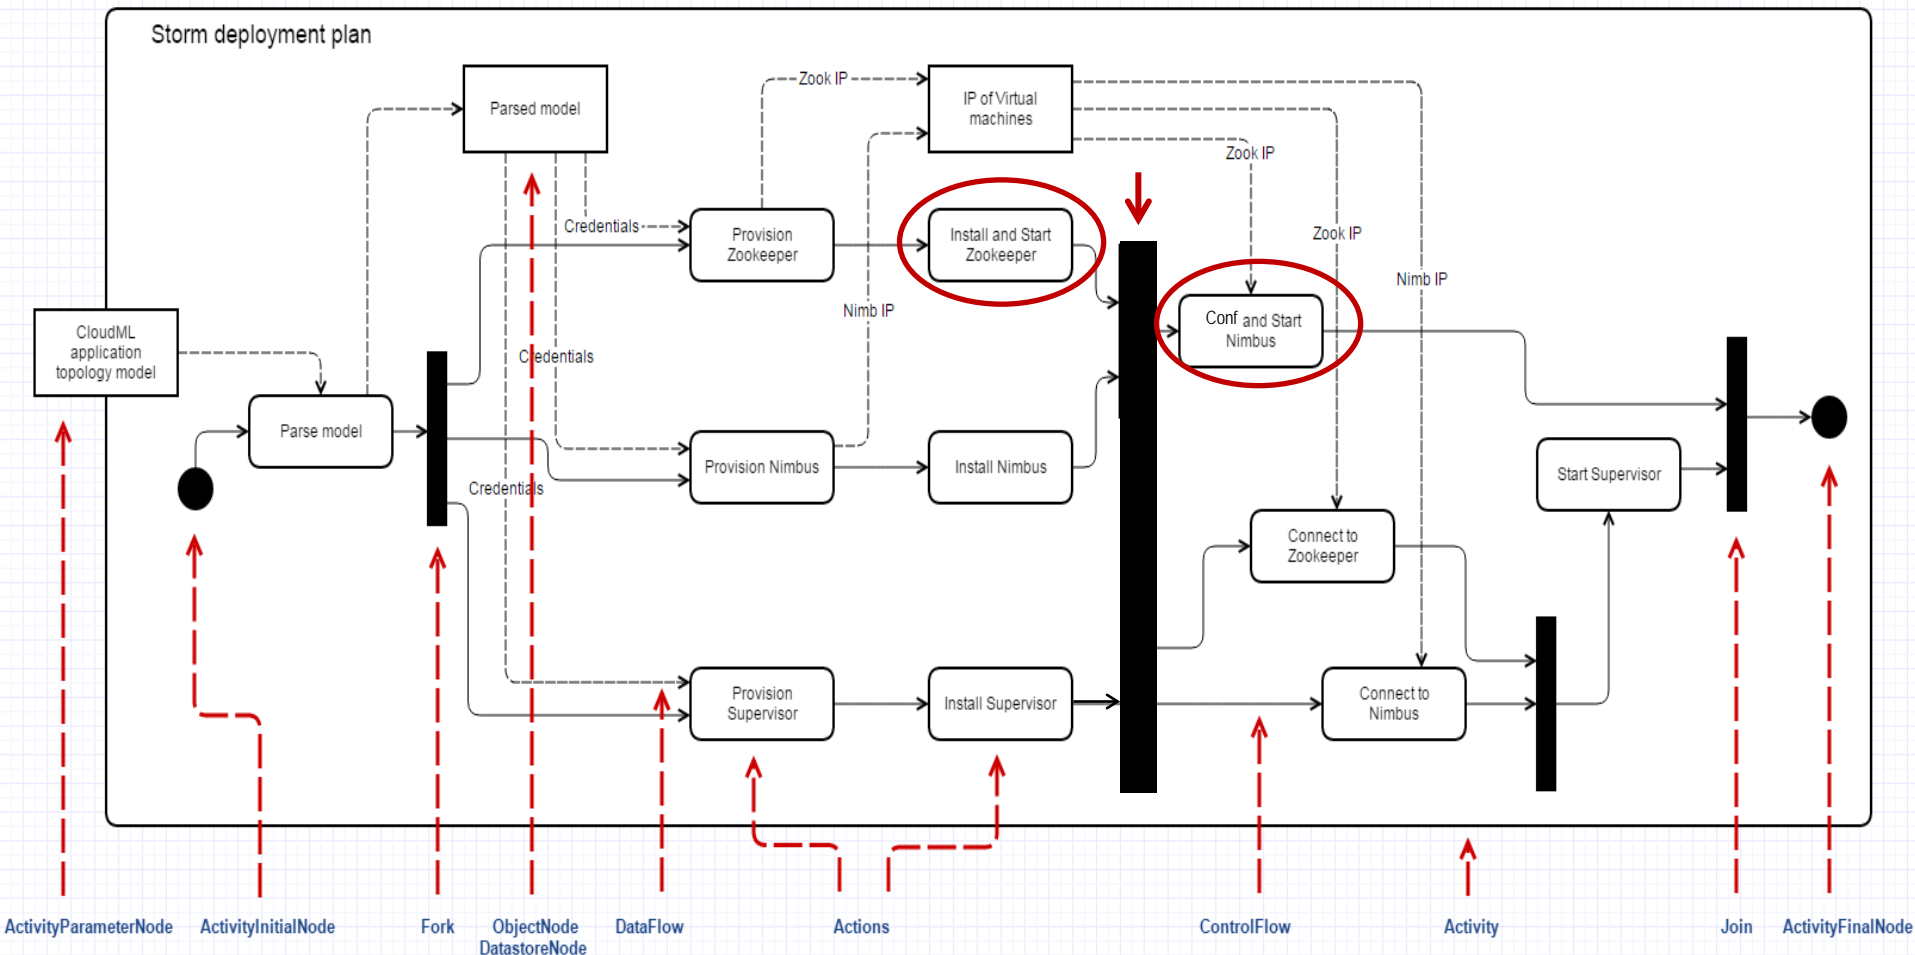 Storm deployment plan
Parsed model
Zook IP
IP of Virtual
machines
Zook IP
Credentials
Provision
Zookeeper
Install and Start
Zookeeper
Zook IP
Nimb IP
Nimb IP
Conf and Start
Nimbus
CloudML
application
topology model
Credentials
Parse model
Provision Nimbus
Install Nimbus
Start Supervisor
Credentials
Connect to
Zookeeper
Provision
Supervisor
Install Supervisor
Connect to
Nimbus
ActivityParameterNode
ActivityInitialNode
Fork
ObjectNode
DatastoreNode
DataFlow
Actions
ControlFlow
Activity
Join
ActivityFinalNode